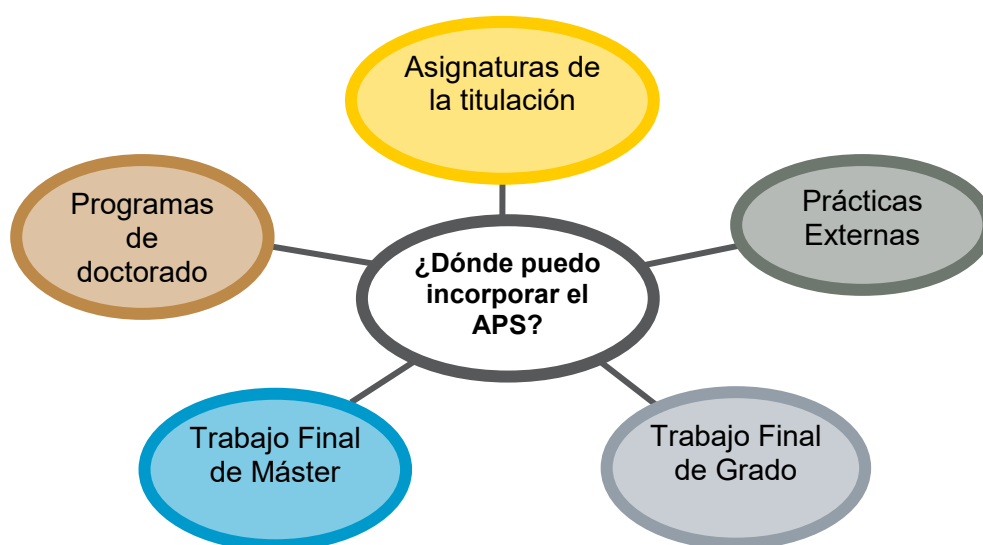 Asignaturas de
la titulación
Programas
de
doctorado
Prácticas
Externas
¿Dónde puedo
incorporar el
APS?
Trabajo Final
de Máster
Trabajo Final
de Grado